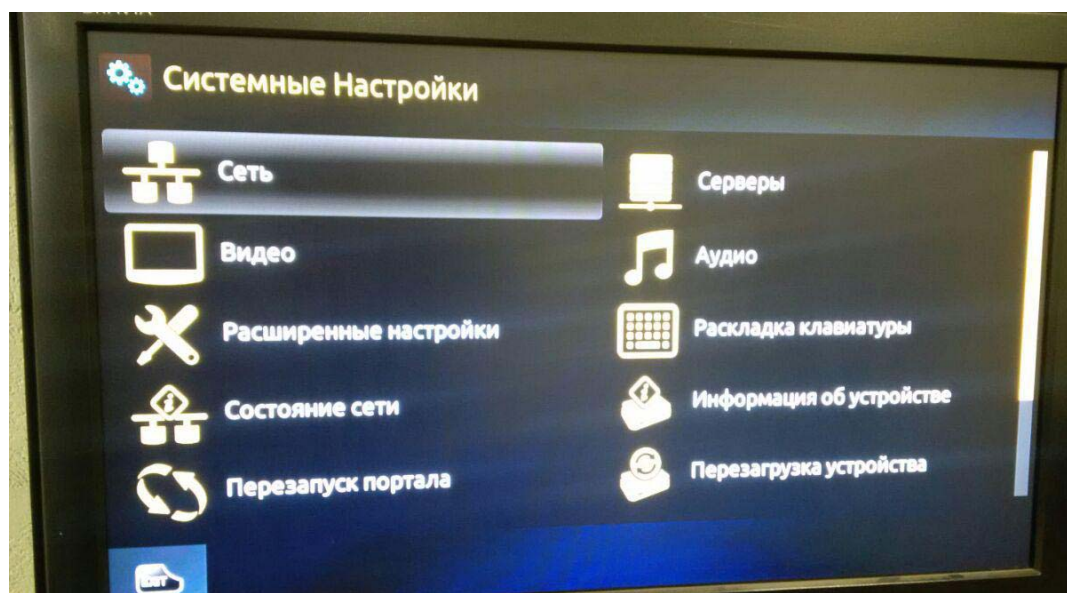 Системные Настройки
Сеть
Серверы
Видео
Аудио
Расширенные настройки
Раскладка клавиатуры
Состояние сети
Информация об устройстве
Перезапуск портала
Перезагрузка устройства
EXIT